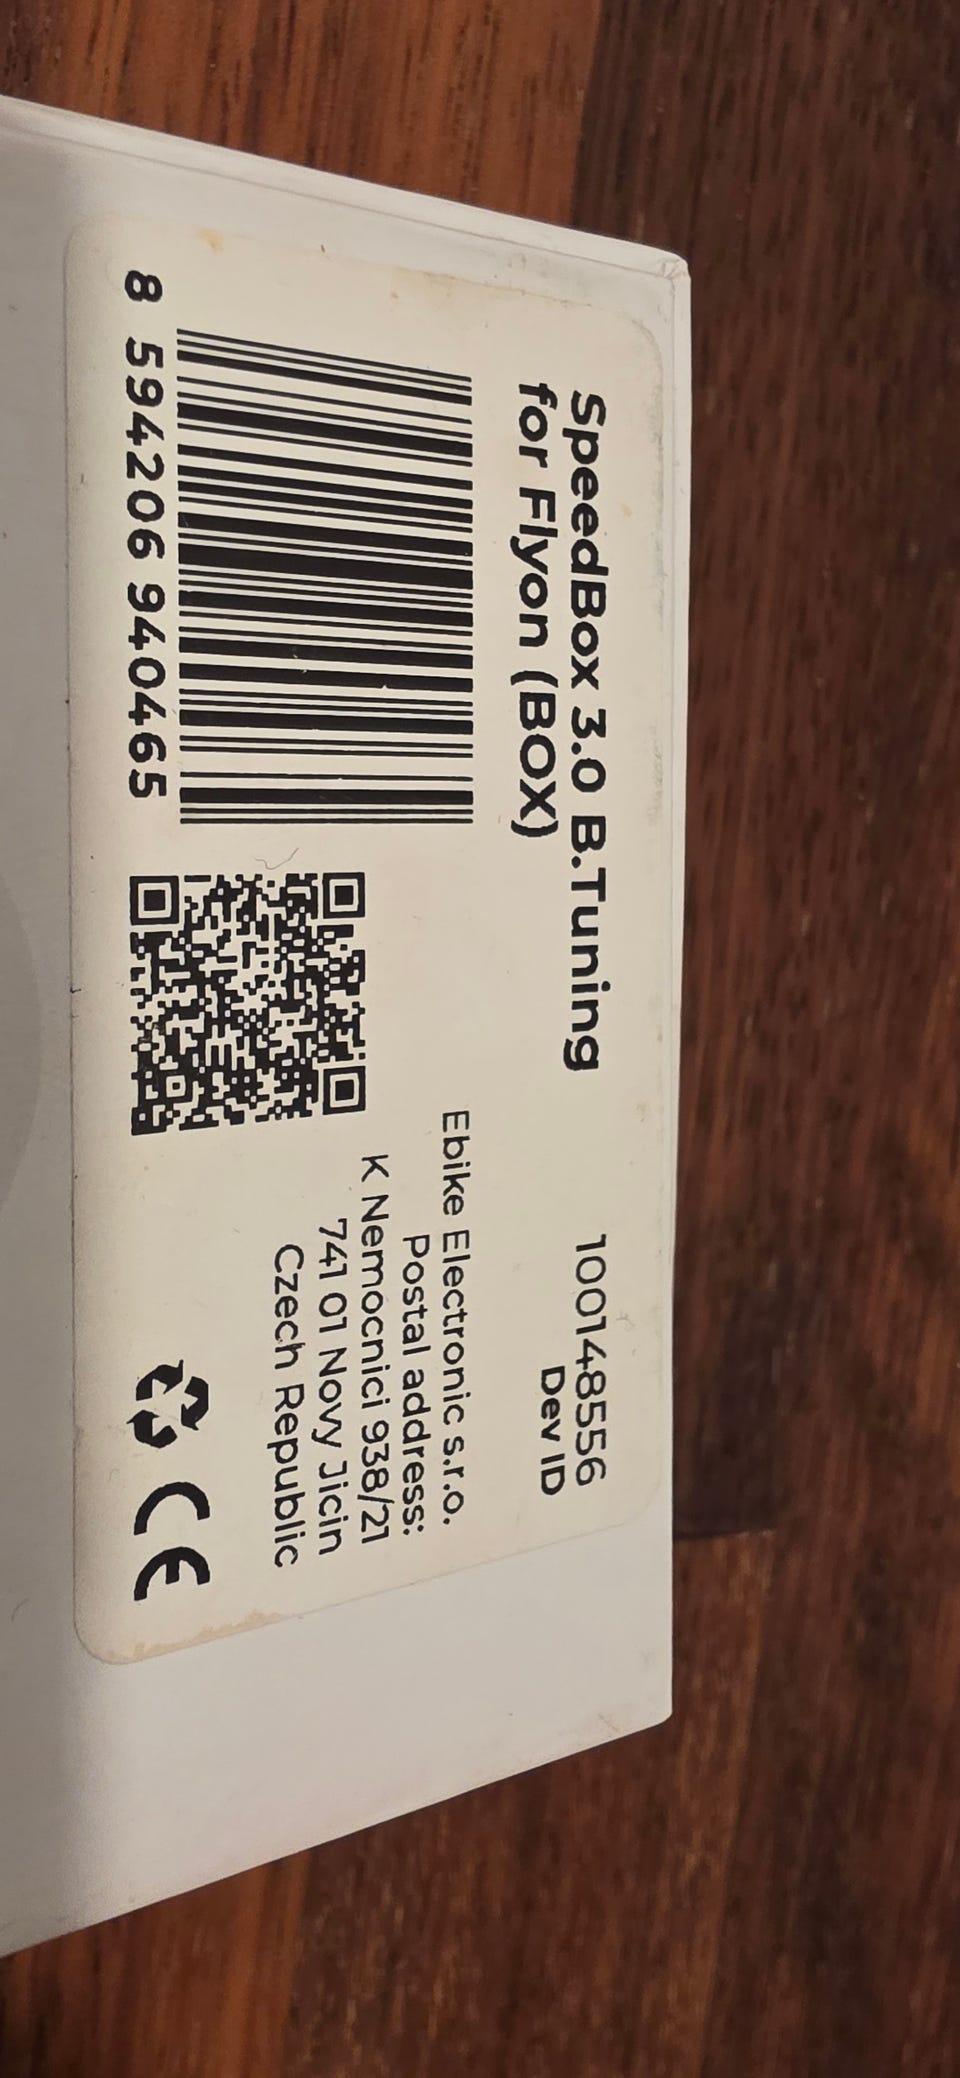 SpeedBox 3.0 B.Tuning
for Flyon (BOX)
100148556
Dev ID
8 594206 940465
Ebike Electronic s.r.o.
Postal address:
K Nemocnici 938/21
741 01 Novy Jicin
Czech Republic
CE